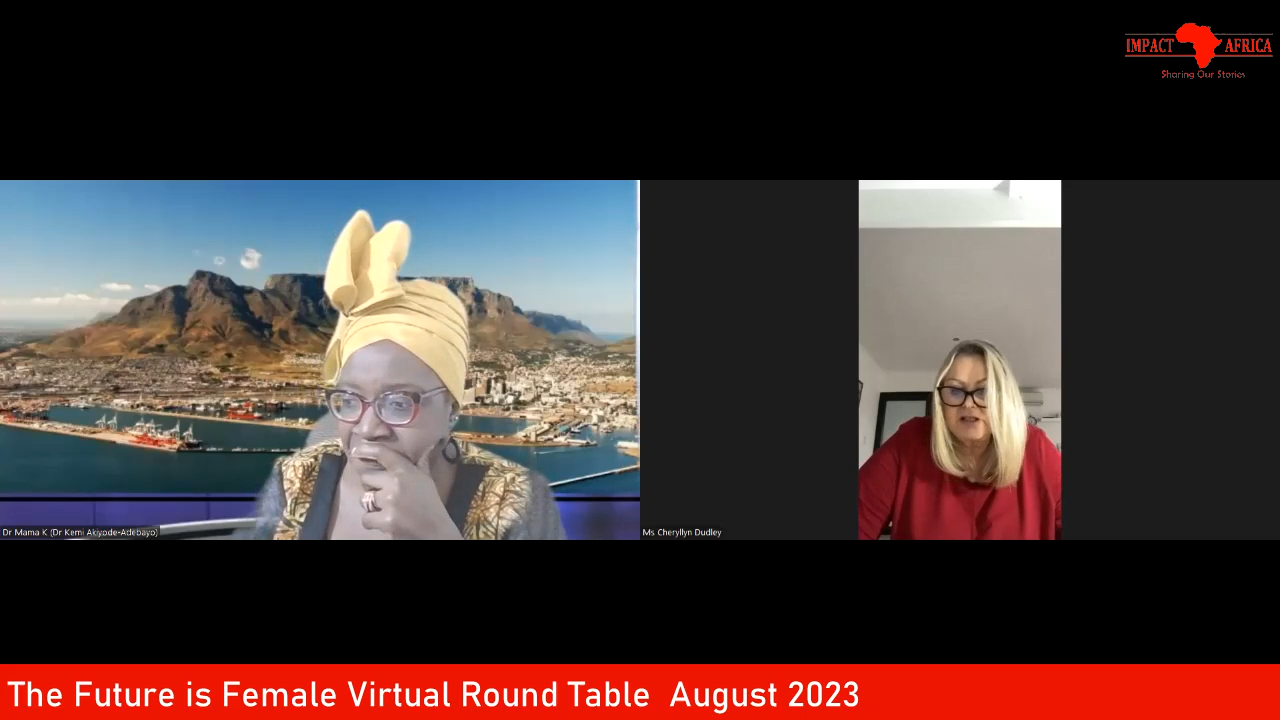 IMPACT AFRICA
Sharing Our Stories
Dr Mama K (Dr Kemi Akiyode-Adebayo)
Ms Cheryllyn Dudley
The Future is Female Virtual Round Table August 2023